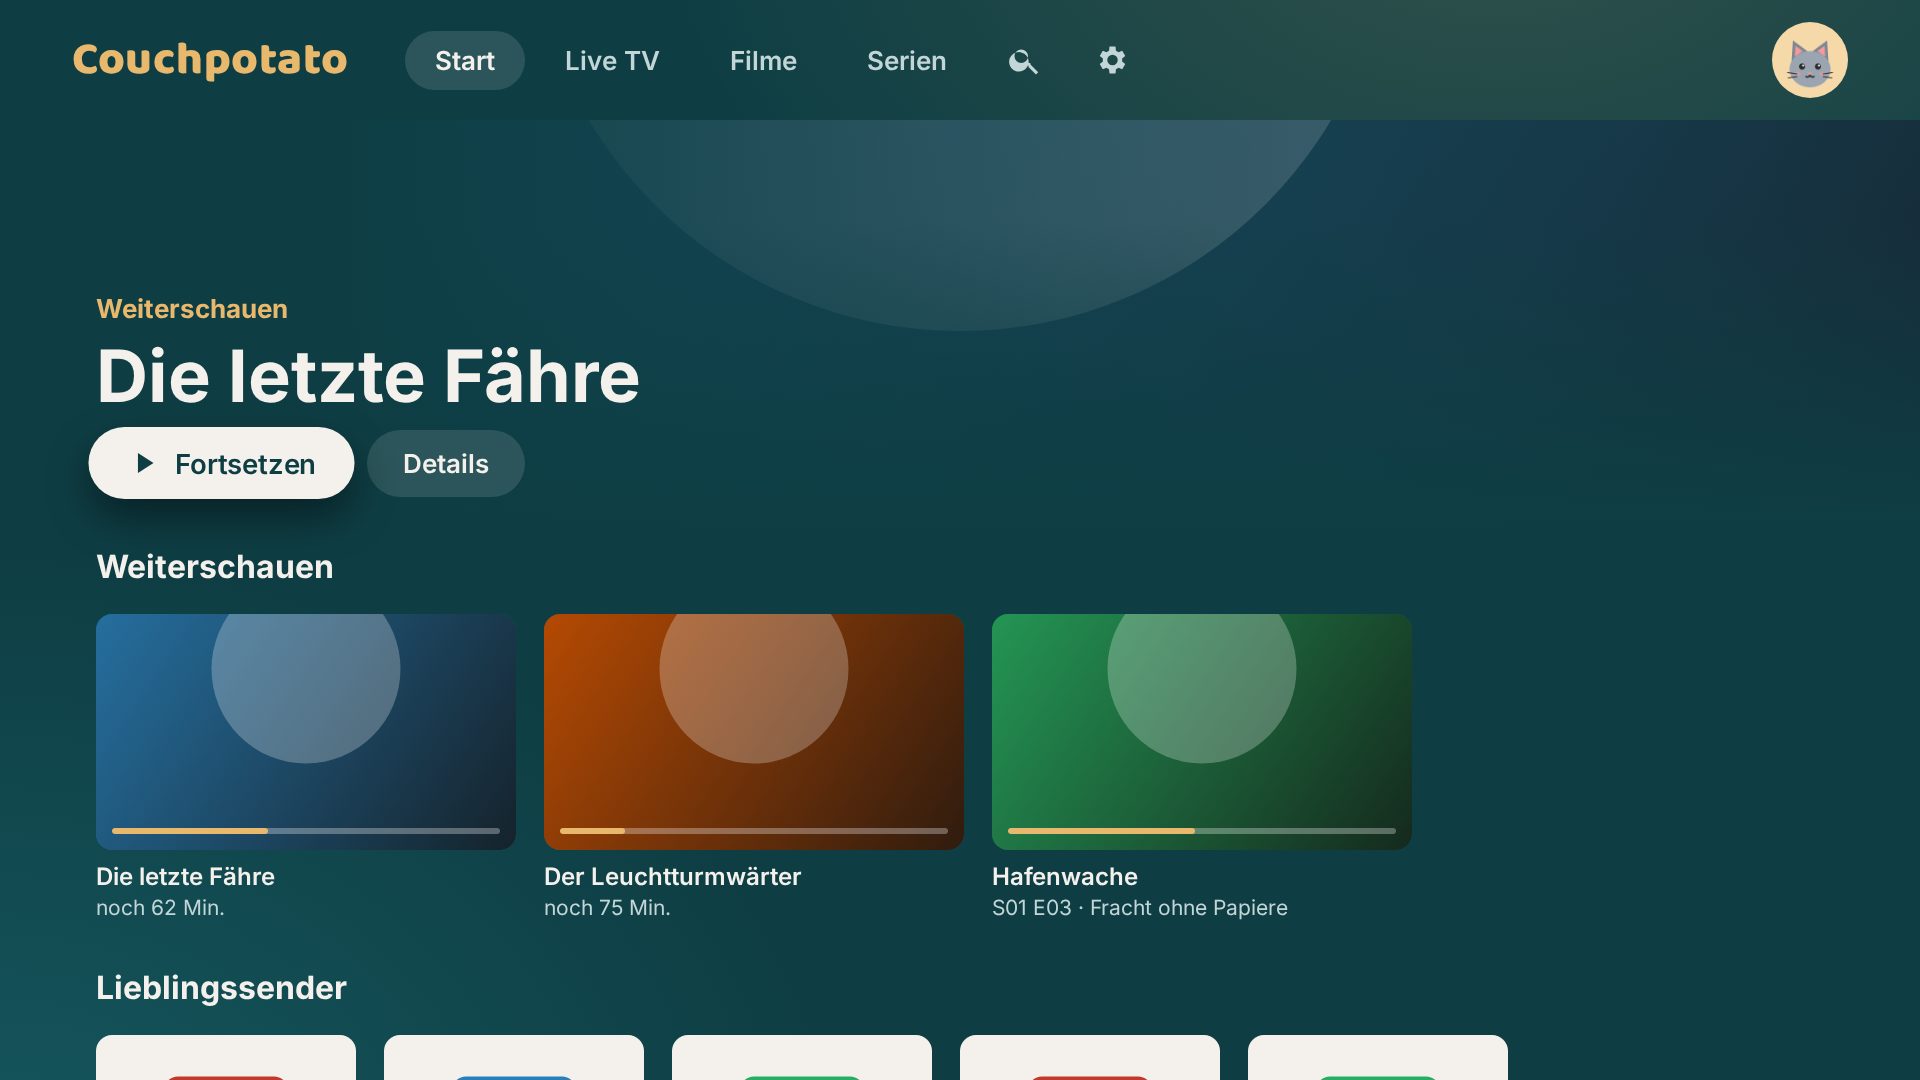 Couchpotato
Start
Live TV
Filme
Serien
Weiterschauen
Die letzte Fähre
Fortsetzen
Details
Weiterschauen
Die letzte Fähre
noch 62 Min.
Der Leuchtturmwärter
noch 75 Min.
Hafenwache
S01 E03 · Fracht ohne Papiere
Lieblingssender